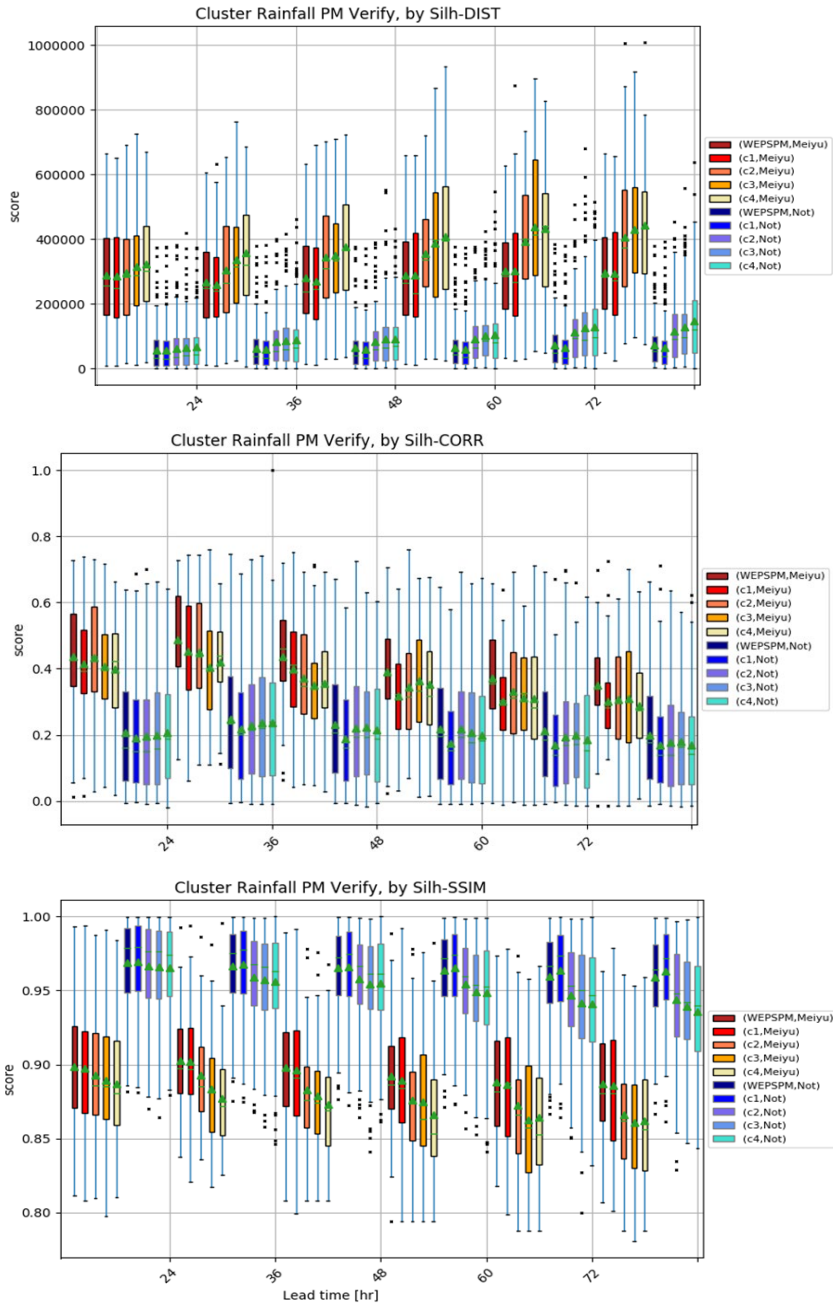 Cluster Rainfall PM Verify, by Silh-DIST
1000000
800000
600000
400000
200000
0
score
24
36
48
60
72
(WEPSPM,Meiyu)
(c1,Meiyu)
(c2,Meiyu)
(c3,Meiyu)
(c4,Meiyu)
(WEPSPM,Not)
(c1,Not)
(c2,Not)
(c3,Not)
(c4,Not)
Cluster Rainfall PM Verify, by Silh-CORR
1.0
0.8
0.6
0.4
0.2
0.0
score
24
36
48
60
72
(WEPSPM,Meiyu)
(c1,Meiyu)
(c2,Meiyu)
(c3,Meiyu)
(c4,Meiyu)
(WEPSPM,Not)
(c1,Not)
(c2,Not)
(c3,Not)
(c4,Not)
Cluster Rainfall PM Verify, by Silh-SSIM
1.00
0.95
0.90
0.85
0.80
score
24
36
48
60
72
Lead time [hr]
(WEPSPM,Meiyu)
(c1,Meiyu)
(c2,Meiyu)
(c3,Meiyu)
(c4,Meiyu)
(WEPSPM,Not)
(c1,Not)
(c2,Not)
(c3,Not)
(c4,Not)